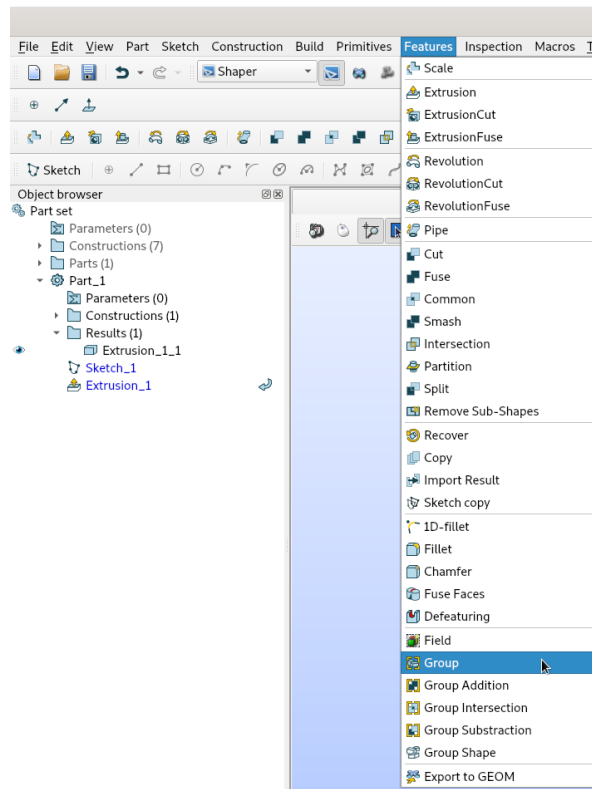 File Edit View Part Sketch Construction Build Primitives Features Inspection Macros
Shaper
Sketch
Object browser
Part set
Parameters (0)
Constructions (7)
Parts (1)
Part_1
Parameters (0)
Constructions (1)
Results (1)
Extrusion_1_1
Sketch_1
Extrusion_1
Scale
Extrusion
ExtrusionCut
ExtrusionFuse
Revolution
RevolutionCut
RevolutionFuse
Pipe
Cut
Fuse
Common
Smash
Intersection
Partition
Split
Remove Sub-Shapes
Recover
Copy
Import Result
Sketch copy
1D-fillet
Fillet
Chamfer
Fuse Faces
Defeaturing
Field
Group
Group Addition
Group Intersection
Group Substraction
Group Shape
Export to GEOM